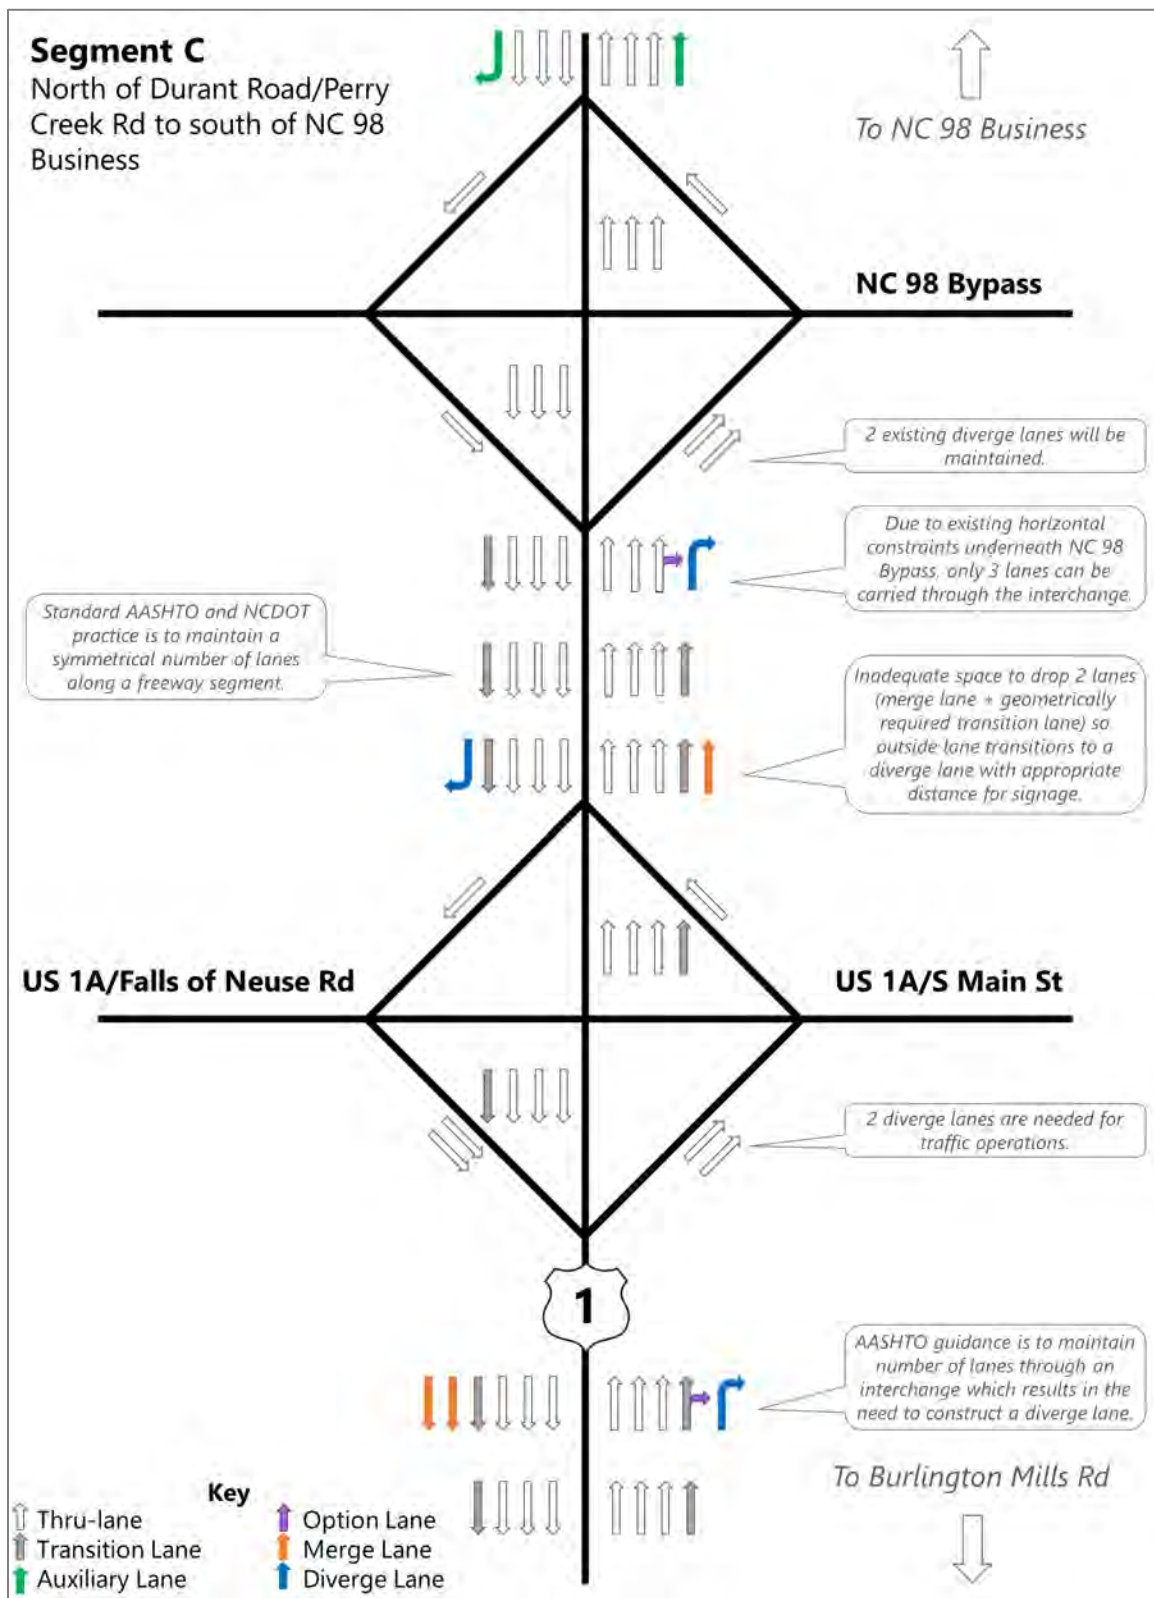 Segment C
North of Durant Road/Perry
Creek Rd to south of NC 98
Business
To NC 98 Business
NC 98 Bypass
2 existing diverge lanes will be
maintained.
Due to existing horizontal
constraints underneath NC 98
Bypass, only 3 lanes can be
carried through the interchange.
Standard AASHTO and NCDOT
practice is to maintain a
symmetrical number of lanes
along a freeway segment.
Inadequate space to drop 2 lanes
(merge lane + geometrically
required transition lane) so
outside lane transitions to a
diverge lane with appropriate
distance for signage.
US 1A/Falls of Neuse Rd
US 1A/S Main St
2 diverge lanes are needed for
traffic operations.
1
AASHTO guidance is to maintain
number of lanes through an
interchange which results in the
need to construct a diverge lane.
To Burlington Mills Rd
Key
Thru-lane
Transition Lane
Auxiliary Lane
Option Lane
Merge Lane
Diverge Lane